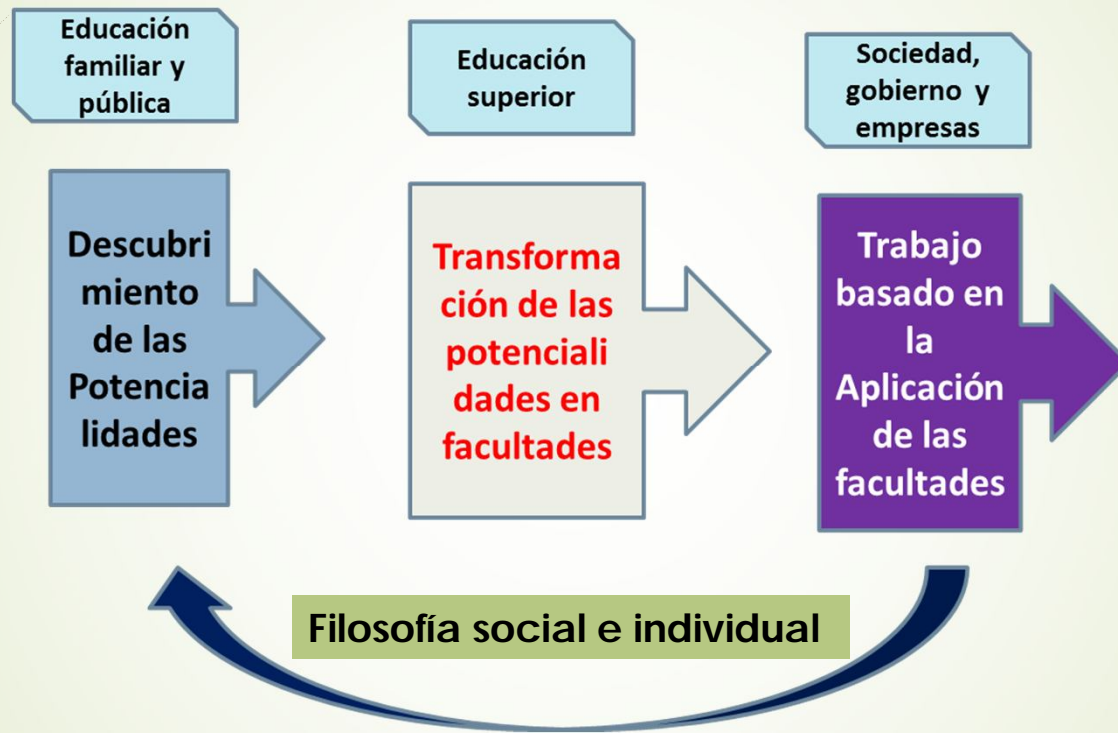 Educación
familiar y
pública
Educación
superior
Sociedad,
gobierno y
empresas
Descubri
miento
de las
Potencia
lidades
Transforma
ción de las
potenciali
dades en
facultades
Trabajo
basado en
la
Aplicación
de las
facultades
Filosofía social e individual